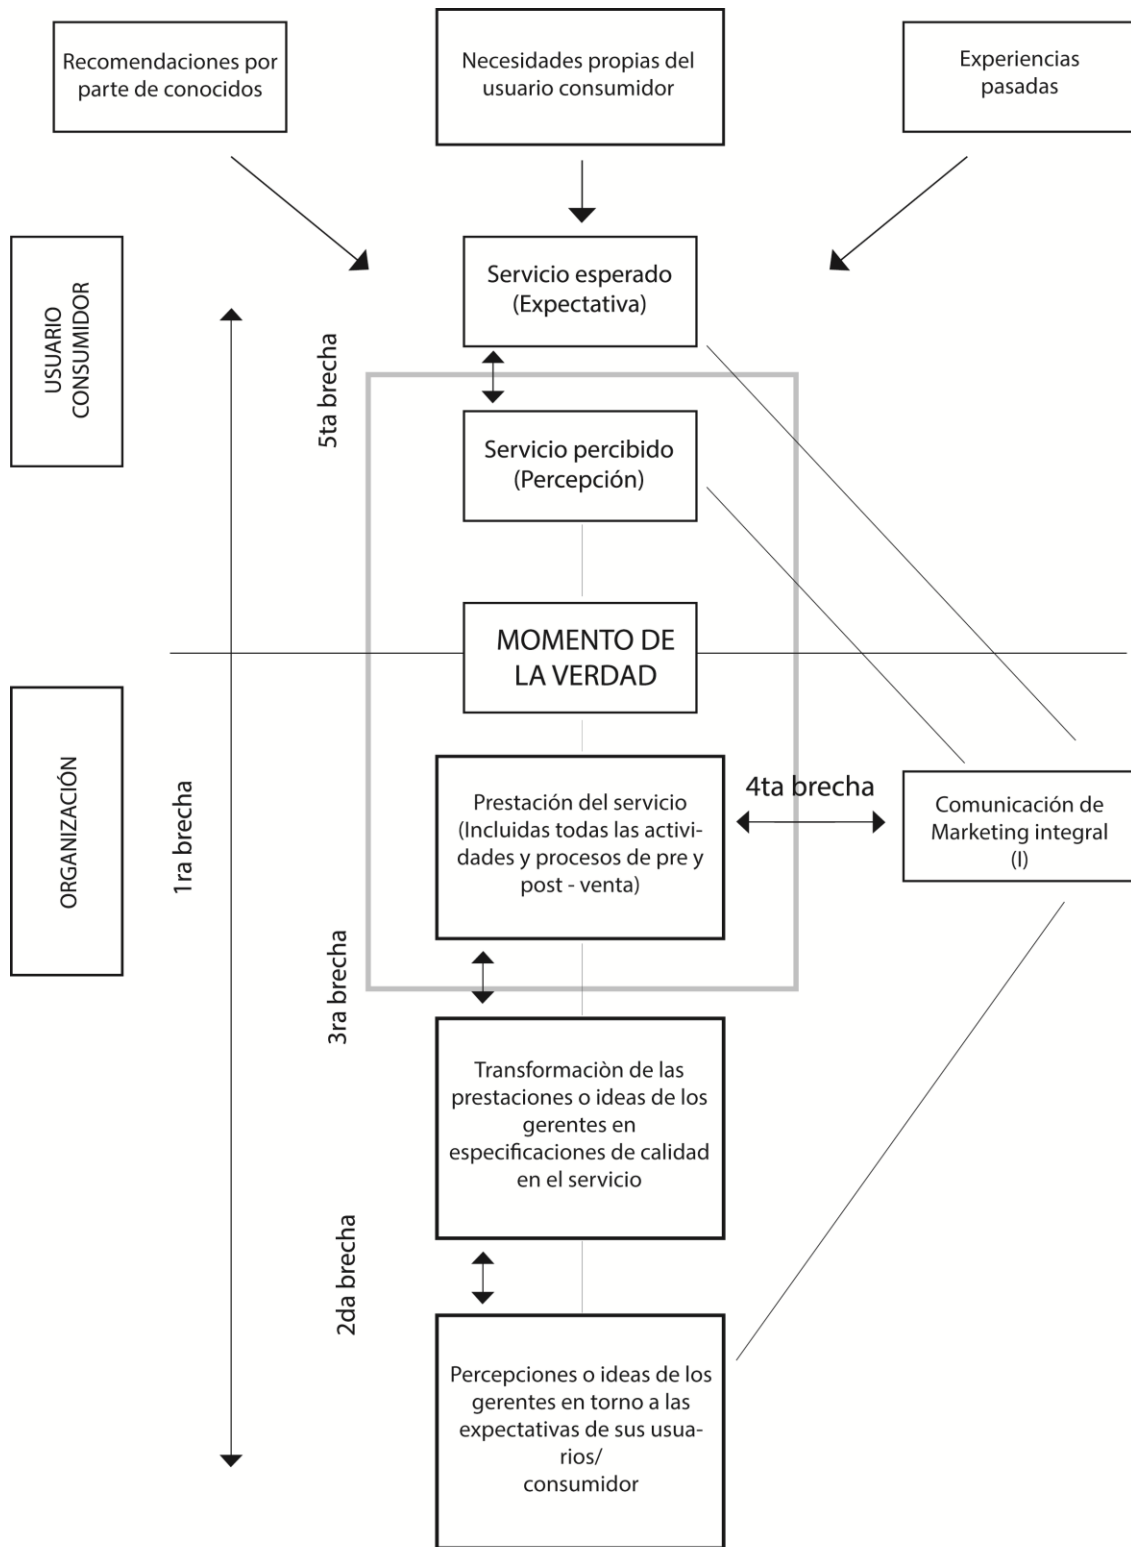 Recomendaciones por
parte de conocidos
Necesidades propias del
usuario consumidor
Experiencias
pasadas
USUARIO
CONSUMIDOR
Servicio esperado
(Expectativa)
5ta brecha
Servicio percibido
(Percepción)
MOMENTO DE
LA VERDAD
ORGANIZACIÓN
1ra brecha
Prestación del servicio
(Incluidas todas las activi-
dades y procesos de pre y
post - venta)
4ta brecha
Comunicación de
Marketing integral
(I)
3ra brecha
Transformaciòn de las
prestaciones o ideas de los
gerentes en
especificaciones de calidad
en el servicio
2da brecha
Percepciones o ideas de los
gerentes en torno a las
expectativas de sus usua-
rios/
consumidor